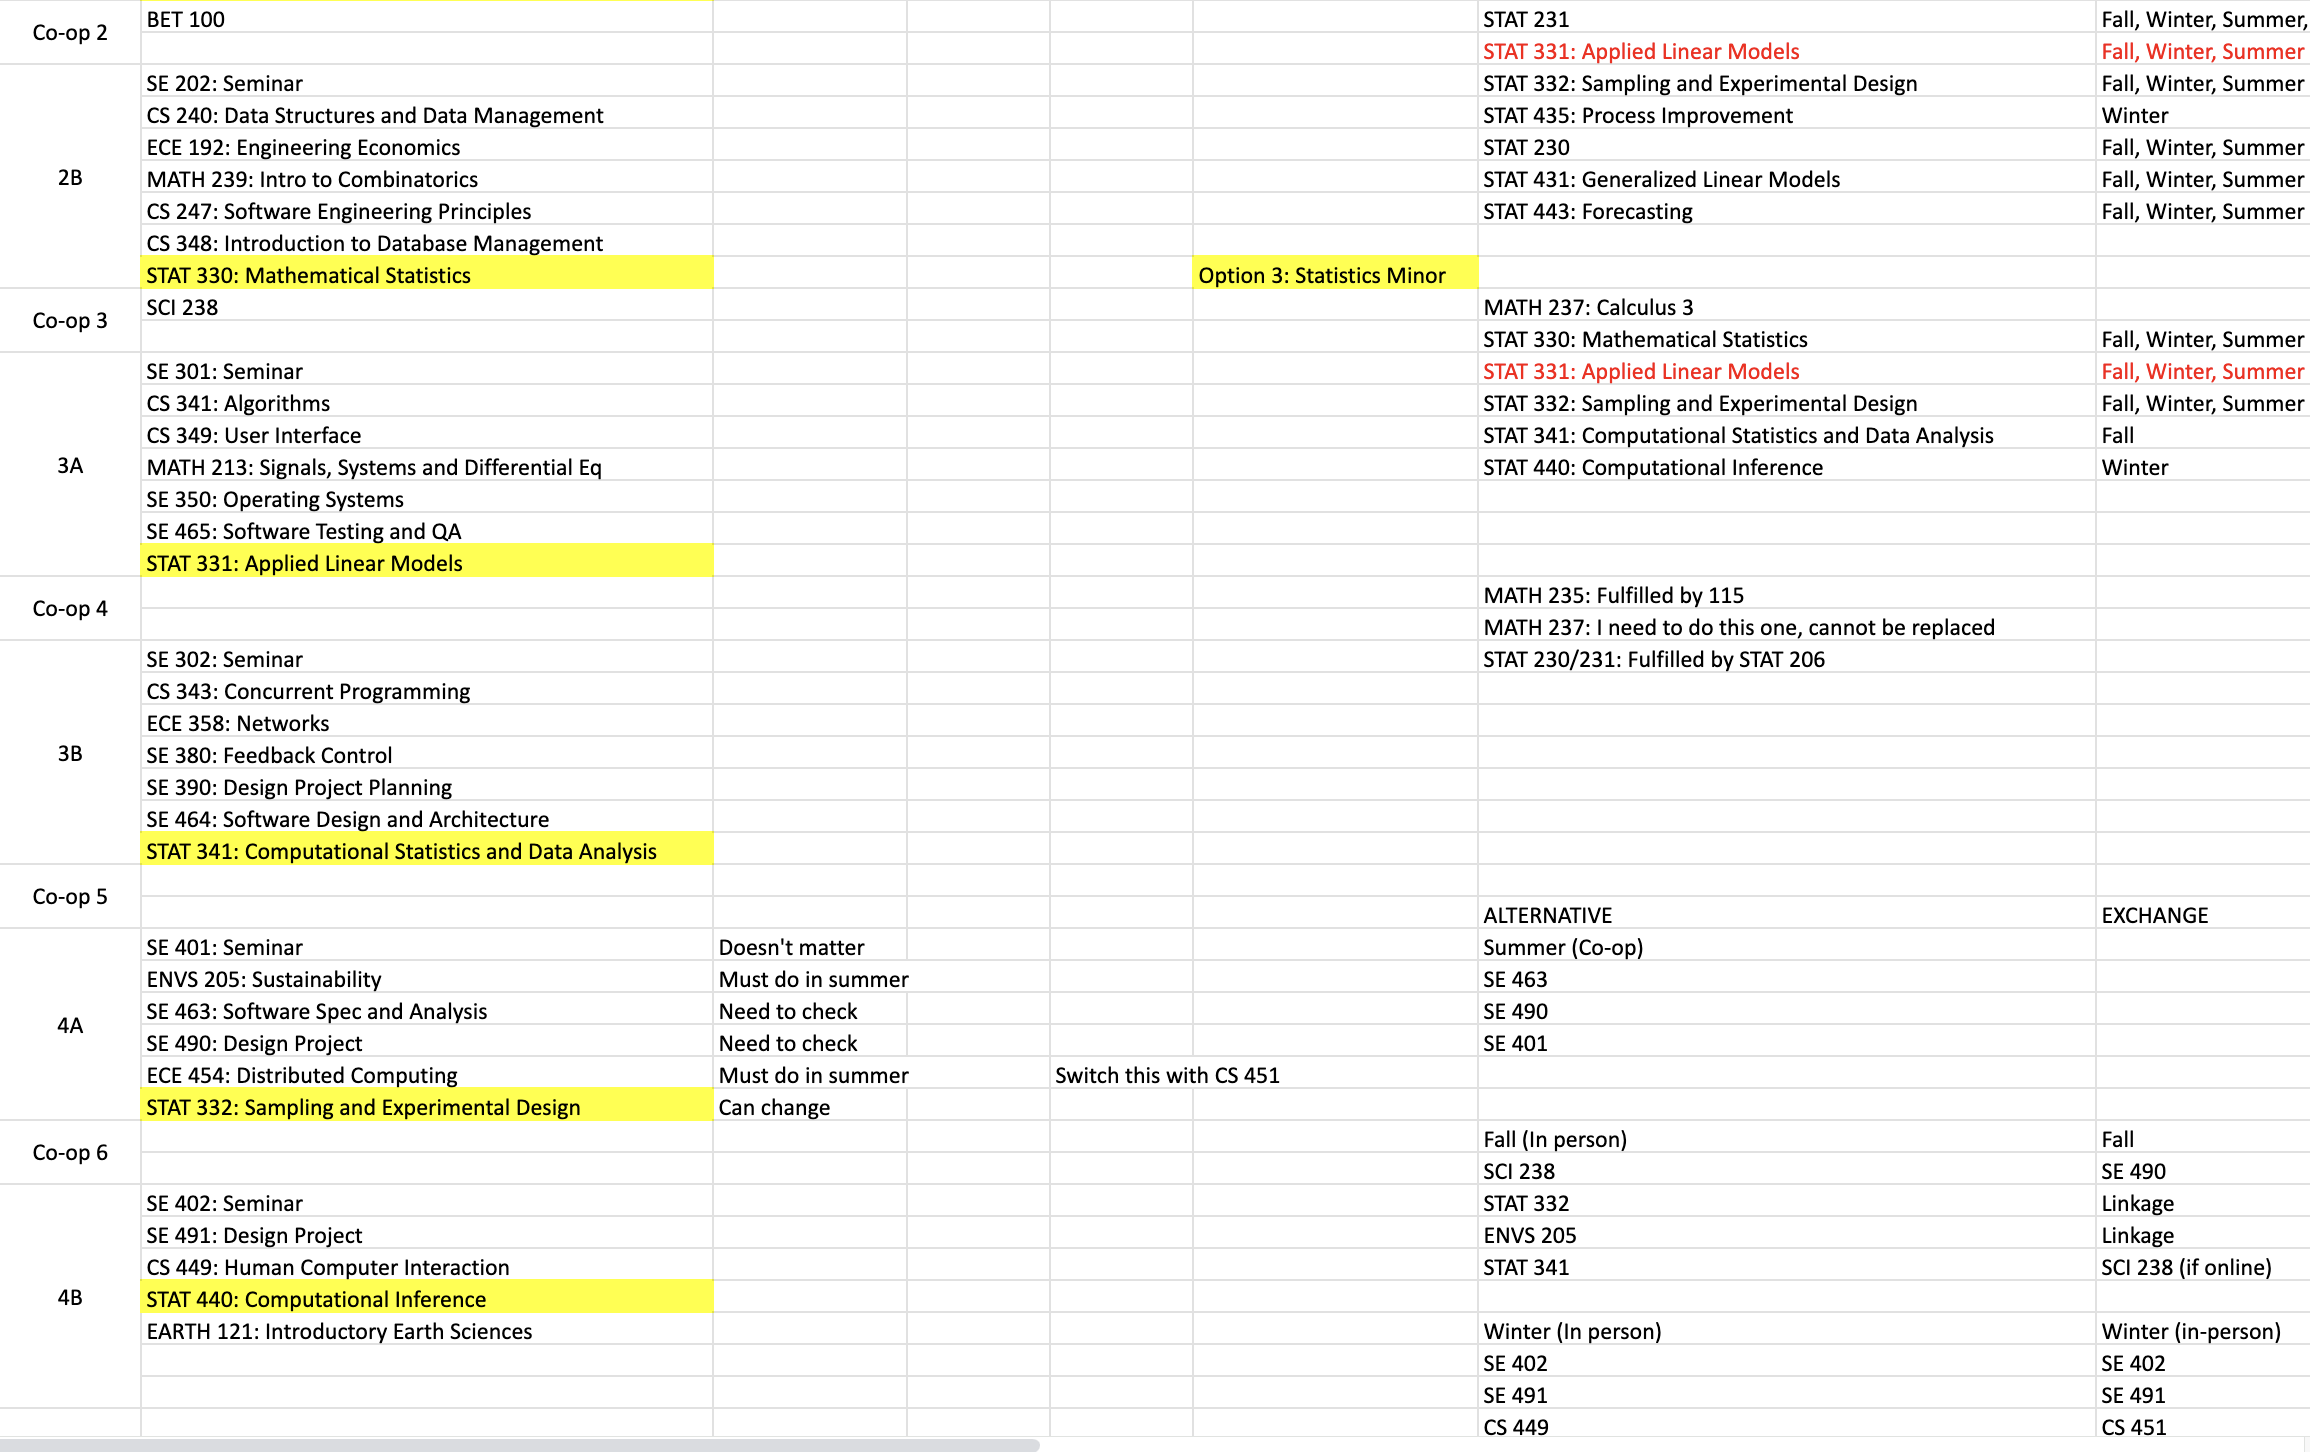 Co-op 2 BET 100 STAT 231 Fall, Winter, Summer,
STAT 331: Applied Linear Models Fall, Winter, Summer
SE 202: Seminar STAT 332: Sampling and Experimental Design Fall, Winter, Summer
CS 240: Data Structures and Data Management STAT 435: Process Improvement Winter
ECE 192: Engineering Economics STAT 230 Fall, Winter, Summer
2B MATH 239: Intro to Combinatorics STAT 431: Generalized Linear Models Fall, Winter, Summer
CS 247: Software Engineering Principles STAT 443: Forecasting Fall, Winter, Summer
CS 348: Introduction to Database Management
STAT 330: Mathematical Statistics Option 3: Statistics Minor
Co-op 3 SCI 238 MATH 237: Calculus 3
STAT 330: Mathematical Statistics Fall, Winter, Summer
SE 301: Seminar STAT 331: Applied Linear Models Fall, Winter, Summer
CS 341: Algorithms STAT 332: Sampling and Experimental Design Fall, Winter, Summer
CS 349: User Interface STAT 341: Computational Statistics and Data Analysis Fall
3A MATH 213: Signals, Systems and Differential Eq STAT 440: Computational Inference Winter
SE 350: Operating Systems
SE 465: Software Testing and QA
STAT 331: Applied Linear Models
Co-op 4 MATH 235: Fulfilled by 115
MATH 237: I need to do this one, cannot be replaced
SE 302: Seminar STAT 230/231: Fulfilled by STAT 206
CS 343: Concurrent Programming
ECE 358: Networks
3B SE 380: Feedback Control
SE 390: Design Project Planning
SE 464: Software Design and Architecture
STAT 341: Computational Statistics and Data Analysis
Co-op 5
ALTERNATIVE EXCHANGE
SE 401: Seminar Doesn't matter Summer (Co-op)
ENVS 205: Sustainability Must do in summer SE 463
4A SE 463: Software Spec and Analysis Need to check SE 490
SE 490: Design Project Need to check SE 401
ECE 454: Distributed Computing Must do in summer Switch this with CS 451
STAT 332: Sampling and Experimental Design Can change
Co-op 6 Fall (In person) Fall
SCI 238 SE 490
SE 402: Seminar STAT 332 Linkage
SE 491: Design Project ENVS 205 Linkage
CS 449: Human Computer Interaction STAT 341 SCI 238 (if online)
4B STAT 440: Computational Inference
EARTH 121: Introductory Earth Sciences Winter (In person) Winter (in-person)
SE 402 SE 402
SE 491 SE 491
CS 449 CS 451